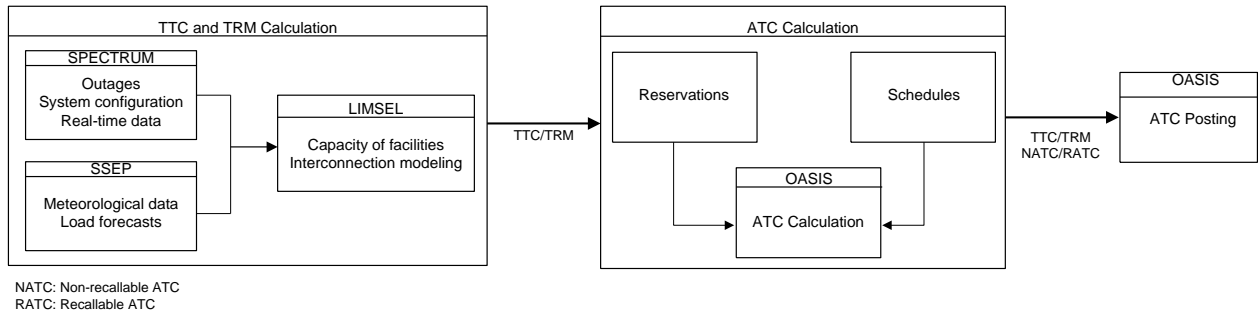 TTC and TRM Calculation
SPECTRUM
Outages
System configuration
Real-time data
SSEP
Meteorological data
Load forecasts
LIMSEL
Capacity of facilities
Interconnection modeling
TTC/TRM
ATC Calculation
Reservations
Schedules
OASIS
ATC Calculation
TTC/TRM
NATC/RATC
OASIS
ATC Posting
NATC: Non-recallable ATC
RATC: Recallable ATC